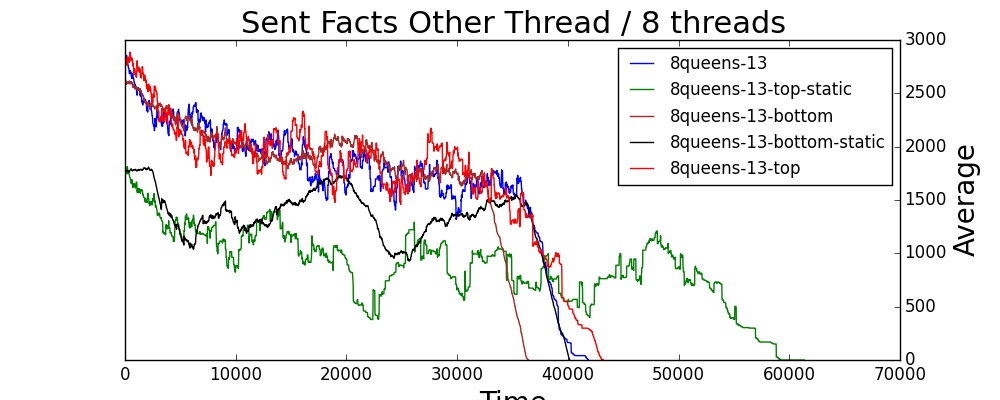 Sent Facts Other Thread / 8 threads
8queens-13
8queens-13-top-static
8queens-13-bottom
8queens-13-bottom-static
8queens-13-top
3000
2500
2000
1500
1000
500
0
Average
0 10000 20000 30000 40000 50000 60000 70000
Time